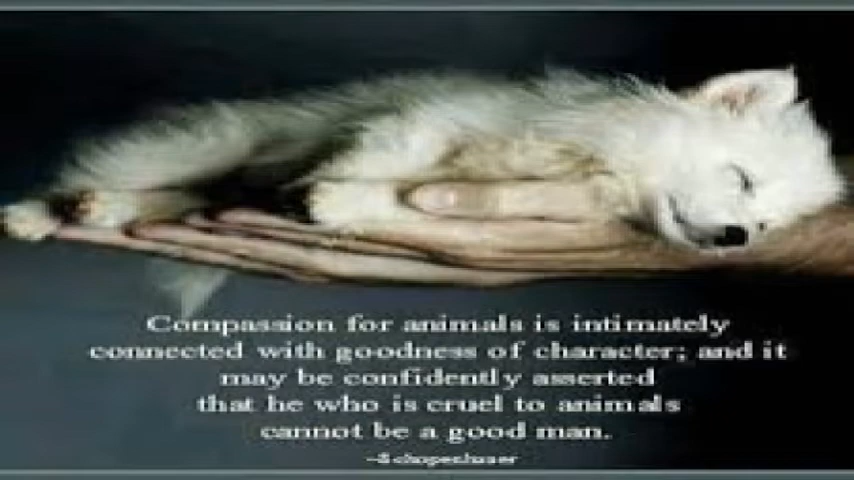 Compassion for animals is intimately
connected with goodness of character; and it
may be confidently asserted
that he who is cruel to animals
cannot be a good man.
~Schopenhauer